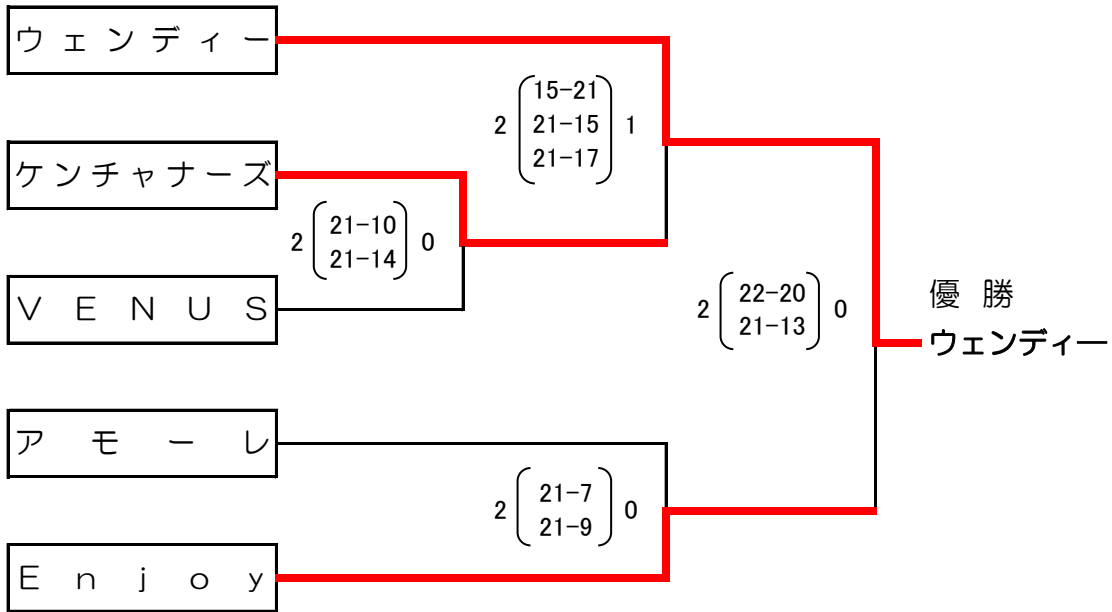 ウェンディー
15-21
2 21-15 1
21-17
ケンチャナーズ
21-10
2 0
21-14
VENUS
22-20
2 0
21-13
優勝
ウェンディー
アモーレ
21-7
2 0
21-9
Enjoy